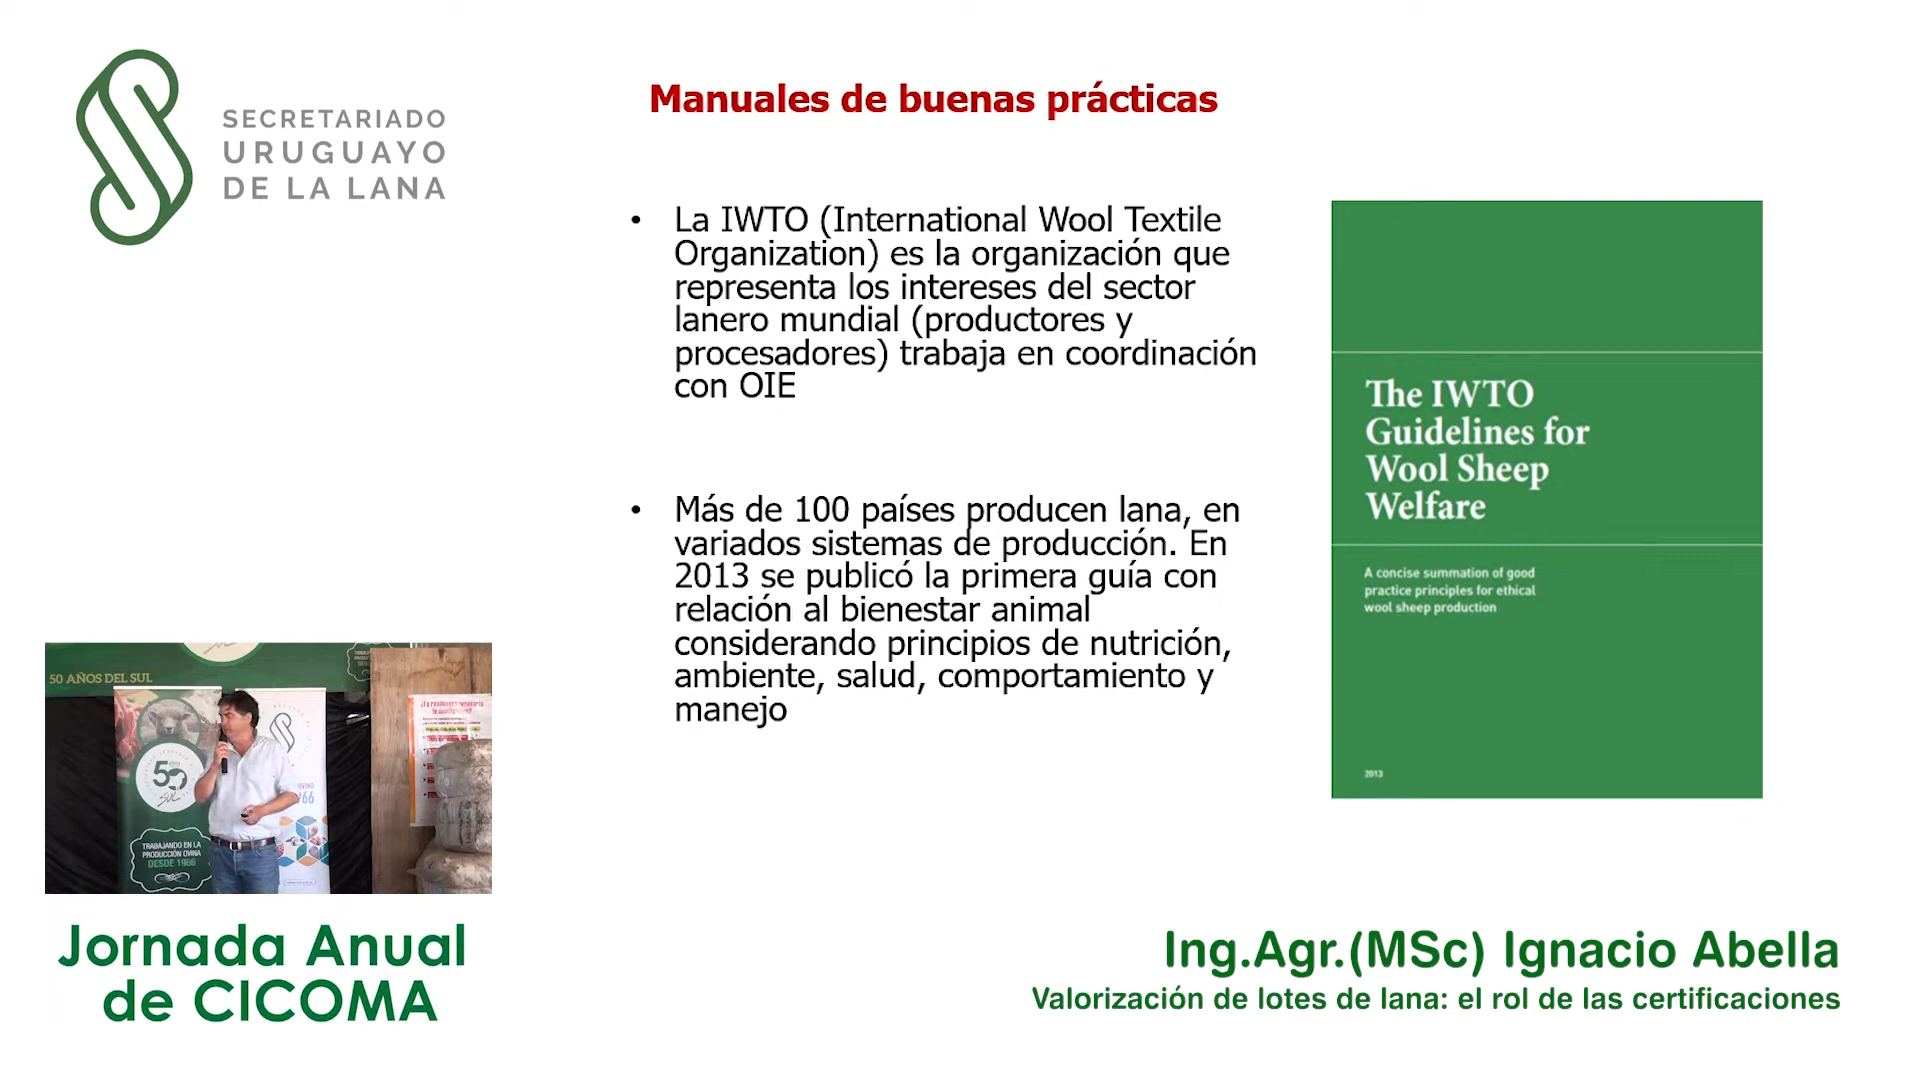 SECRETARIADO
URUGUAYO
DE LA LANA
Manuales de buenas prácticas
• La IWTO (International Wool Textile
Organization) es la organización que
representa los intereses del sector
lanero mundial (productores y
procesadores) trabaja en coordinación
con OIE
• Más de 100 países producen lana, en
variados sistemas de producción. En
2013 se publicó la primera guía con
relación al bienestar animal
considerando principios de nutrición,
ambiente, salud, comportamiento y
manejo
The IWTO
Guidelines for
Wool Sheep
Welfare
A concise summation of good
practice principles for ethical
wool sheep production
2013
50 AÑOS DEL SUL
50
SUL
TRABAJANDO EN LA
PRODUCCIÓN OVINA
DESDE 1966
OVINO
Jornada Anual
de CICOMA
Ing.Agr.(MSc) Ignacio Abella
Valorización de lotes de lana: el rol de las certificaciones